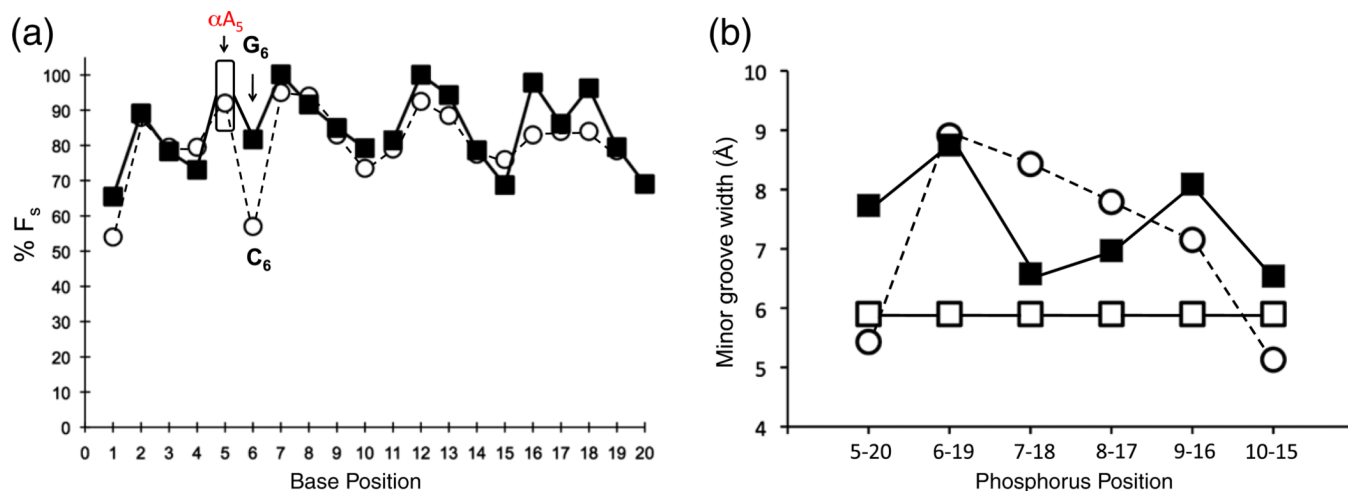 (a)
αA5
G6
C6
% Fs
100
90
80
70
60
50
40
30
20
10
0
0 1 2 3 4 5 6 7 8 9 10 11 12 13 14 15 16 17 18 19 20
Base Position
(b)
Minor groove width (Å)
10
9
8
7
6
5
4
5-20 6-19 7-18 8-17 9-16 10-15
Phosphorus Position